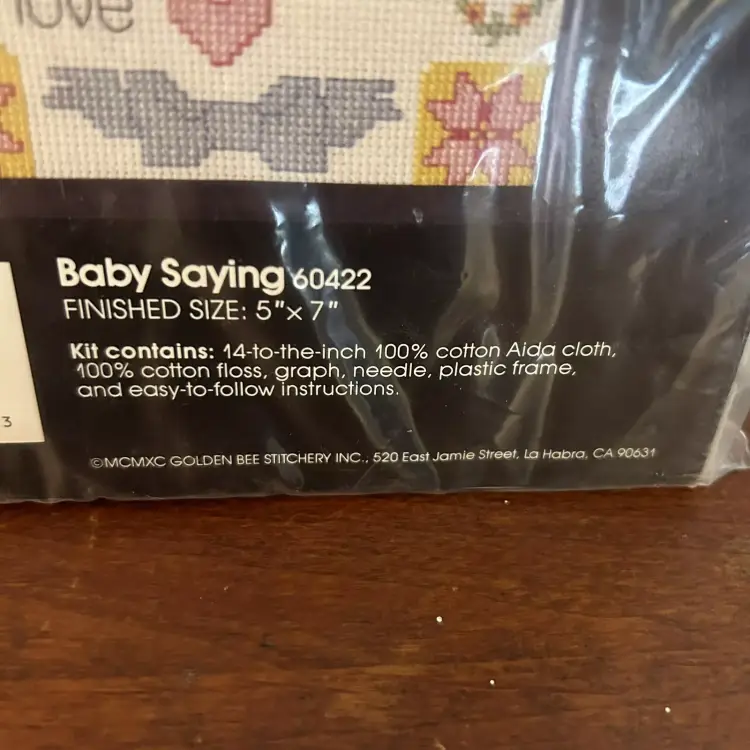 love
Baby Saying 60422
FINISHED SIZE: 5"x 7"
Kit contains: 14-to-the-inch 100% cotton Aida cloth,
100% cotton floss, graph, needle, plastic frame,
and easy-to-follow instructions.
3
©MCMXC GOLDEN BEE STITCHERY INC., 520 East Jamie Street, La Habra, CA 90631